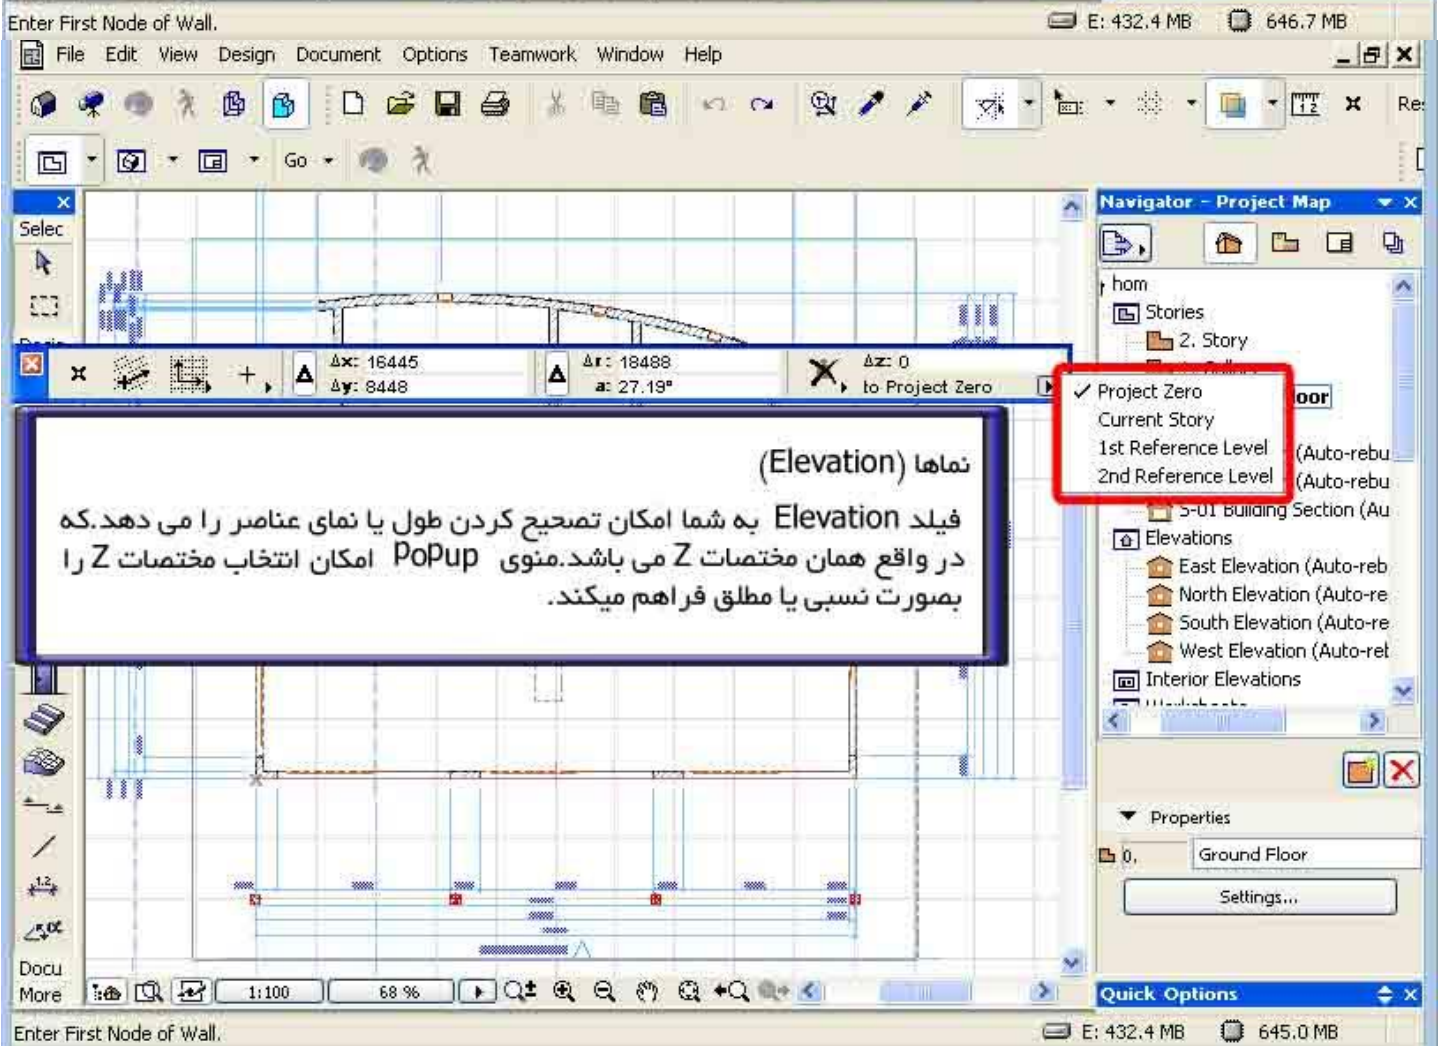 Enter First Node of Wall.
E: 432.4 MB
646.7 MB
File Edit View Design Document Options Teamwork Window Help
Go
Selec
Navigator - Project Map
hom
Stories
2. Story
Δx: 16445
Δy: 8448
Δr: 18488
a: 27.19°
Δz: 0
to Project Zero
Project Zero
Current Story
1st Reference Level
2nd Reference Level
oor
(Auto-rebu
(Auto-rebu
S-01 Building Section (Au
نماها (Elevation)
فیلد Elevation به شما امکان تصحیح کردن طول یا نمای عناصر را می دهد.که
در واقع همان مختصات Z می باشد.منوی PoPup امکان انتخاب مختصات Z را
بصورت نسبی یا مطلق فراهم میکند.
Elevations
East Elevation (Auto-reb
North Elevation (Auto-re
South Elevation (Auto-re
West Elevation (Auto-ret
Interior Elevations
Properties
0.
Ground Floor
Settings...
1.2
Docu
More
1:100
68 %
Quick Options
Enter First Node of Wall.
E: 432.4 MB
645.0 MB